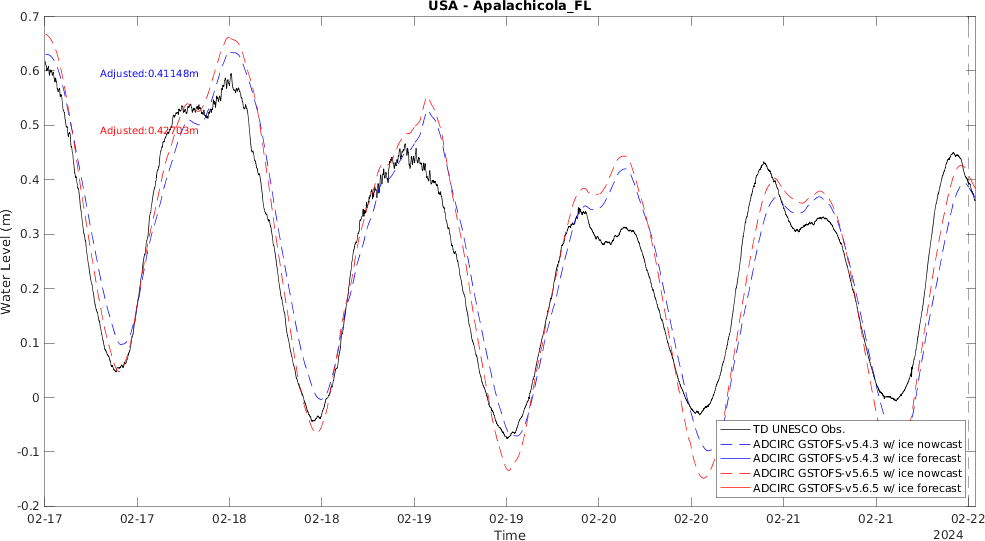 USA - Apalachicola_FL
0.7
0.6
0.5
0.4
0.3
0.2
0.1
0
-0.1
-0.2
Water Level (m)
Adjusted:0.41148m
Adjusted:0.42703m
TD UNESCO Obs.
ADCIRC GSTOFS-v5.4.3 w/ ice nowcast
ADCIRC GSTOFS-v5.4.3 w/ ice forecast
ADCIRC GSTOFS-v5.6.5 w/ ice nowcast
ADCIRC GSTOFS-v5.6.5 w/ ice forecast
02-17 02-17 02-18 02-18 02-19 02-19 02-20 02-20 02-21 02-21 02-22
Time
2024